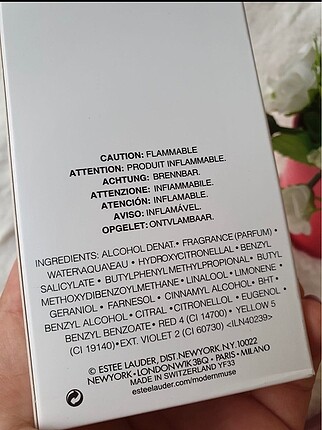 CAUTION: FLAMMABLE
ATTENTION: PRODUIT INFLAMMABLE.
ACHTUNG: BRENNBAR.
ATTENZIONE: INFIAMMABILE.
ATENCIÓN: INFLAMABLE.
AVISO: INFLAMÁVEL.
OPGELET: ONTVLAMBAAR.
INGREDIENTS: ALCOHOL DENAT. • FRAGRANCE (PARFUM) •
WATER\AQUA\EAU • HYDROXYCITRONELLAL • BENZYL
SALICYLATE • BUTYLPHENYL METHYLPROPIONAL • BUTYL
METHOXYDIBENZOYLMETHANE • LINALOOL • LIMONENE •
GERANIOL • FARNESOL • CINNAMYL ALCOHOL • BHT •
BENZYL ALCOHOL • CITRAL • CITRONELLOL • EUGENOL •
BENZYL BENZOATE • RED 4 (CI 14700) • YELLOW 5
(CI 19140) • EXT. VIOLET 2 (CI 60730) <ILN40239>
© ESTEE LAUDER, DIST. NEW YORK, N.Y. 10022
NEW YORK • LONDON W1K 3BQ • PARIS • MILANO
MADE IN SWITZERLAND YF33
esteelauder.com/modernmuse